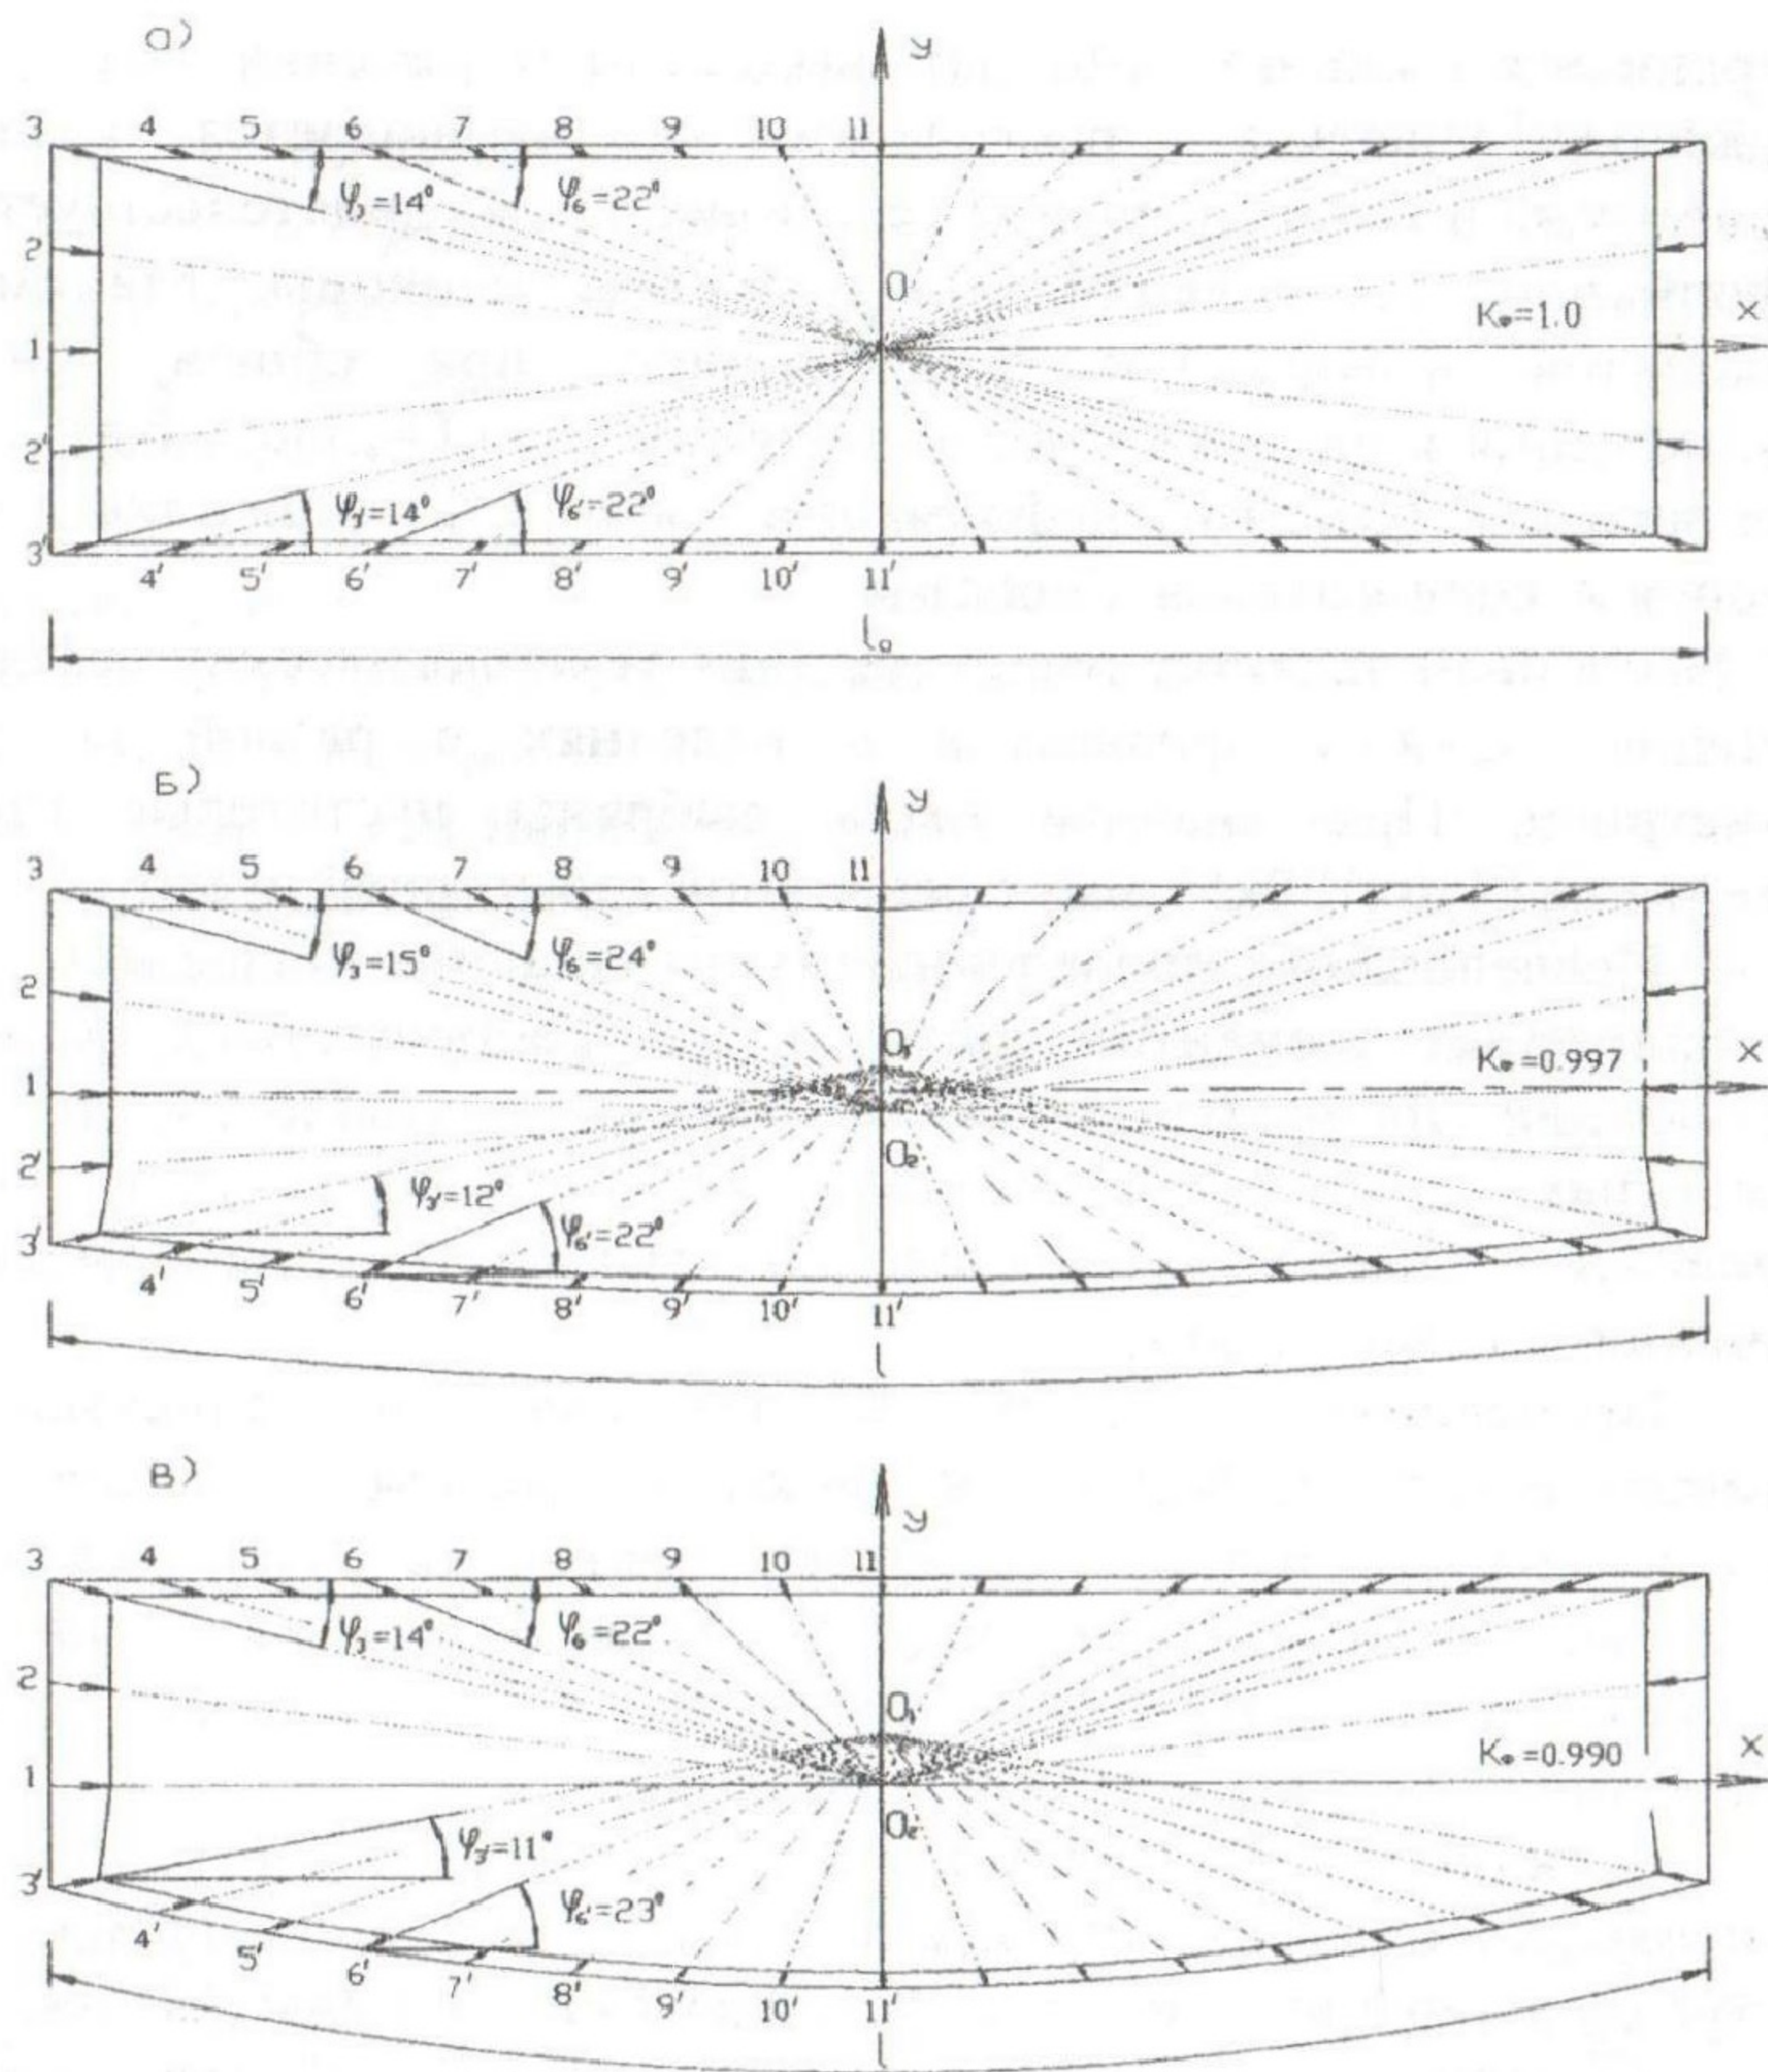 а)
y
3 4 5 6 7 8 9 10 11
φ₃=14° φ₆=22°
2
O
Kₑ=1.0 x
1
2'
φ₃'=14° φ₆'=22°
3'
4' 5' 6' 7' 8' 9' 10' 11'
l₀
Б)
y
3 4 5 6 7 8 9 10 11
φ₃=15° φ₆=24°
2
O₁
Kₑ=0.997 x
1
O₂
2'
φ₃'=12° φ₆'=22°
3'
4' 5' 6' 7' 8' 9' 10' 11'
l
В)
y
3 4 5 6 7 8 9 10 11
φ₃=14° φ₆=22°
2
O₁
Kₑ=0.990 x
1
O₂
φ₃'=11°
3'
φ₆'=23°
4' 5' 6' 7' 8' 9' 10' 11'
l